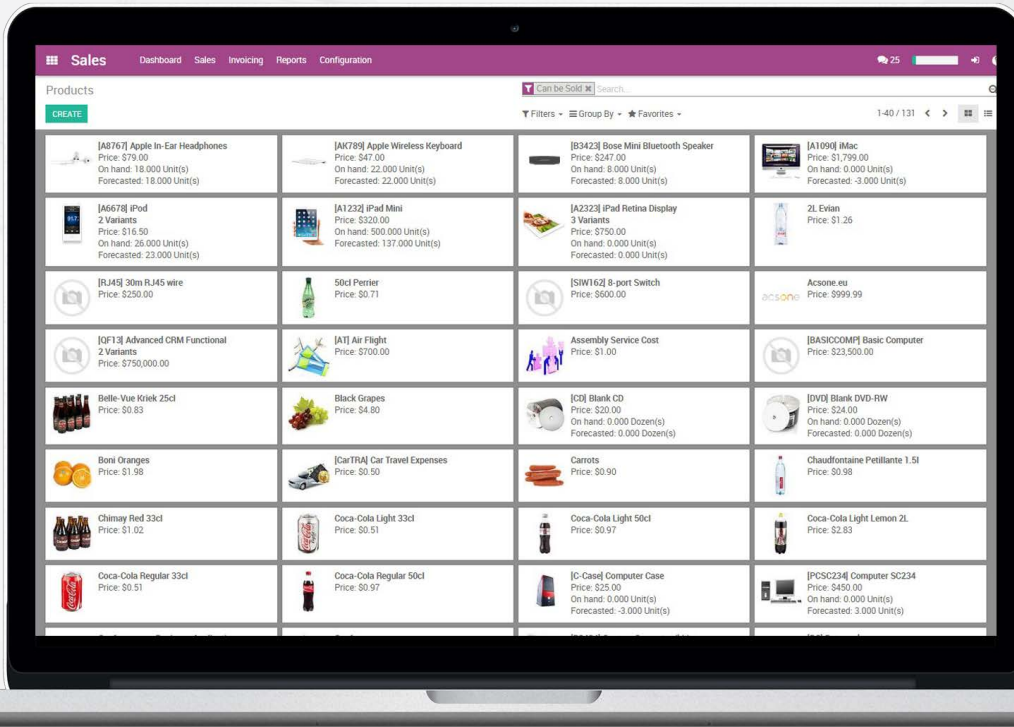 Sales
Dashboard Sales Invoicing Reports Configuration
25
Products
Can be Sold Search...
CREATE
Filters Group By Favorites
1-40 / 131
[A8767] Apple In-Ear Headphones
Price: $79.00
On hand: 18.000 Unit(s)
Forecasted: 18.000 Unit(s)
[AK789] Apple Wireless Keyboard
Price: $47.00
On hand: 22.000 Unit(s)
Forecasted: 22.000 Unit(s)
[B3423] Bose Mini Bluetooth Speaker
Price: $247.00
On hand: 8.000 Unit(s)
Forecasted: 8.000 Unit(s)
[A1090] iMac
Price: $1,799.00
On hand: 0.000 Unit(s)
Forecasted: -3.000 Unit(s)
[A6678] iPod
2 Variants
Price: $16.50
On hand: 26.000 Unit(s)
Forecasted: 23.000 Unit(s)
[A1232] iPad Mini
Price: $320.00
On hand: 500.000 Unit(s)
Forecasted: 137.000 Unit(s)
[A2323] iPad Retina Display
3 Variants
Price: $750.00
On hand: 0.000 Unit(s)
Forecasted: 0.000 Unit(s)
2L Evian
Price: $1.26
[RJ45] 30m RJ45 wire
Price: $250.00
50cl Perrier
Price: $0.71
[SIW162] 8-port Switch
Price: $600.00
acsone
Acsone.eu
Price: $999.99
[QF13] Advanced CRM Functional
2 Variants
Price: $750,000.00
[AT] Air Flight
Price: $700.00
Assembly Service Cost
Price: $1.00
[BASICCOMP] Basic Computer
Price: $23,500.00
Belle-Vue Kriek 25cl
Price: $0.83
Black Grapes
Price: $4.80
[CD] Blank CD
Price: $20.00
On hand: 0.000 Dozen(s)
Forecasted: 0.000 Dozen(s)
[DVD] Blank DVD-RW
Price: $24.00
On hand: 0.000 Dozen(s)
Forecasted: 0.000 Dozen(s)
Boni Oranges
Price: $1.98
[CarTRA] Car Travel Expenses
Price: $0.50
Carrots
Price: $0.90
Chaudfontaine Petillante 1.5l
Price: $0.98
Chimay Red 33cl
Price: $1.02
Coca-Cola Light 33cl
Price: $0.51
Coca-Cola Light 50cl
Price: $0.97
Coca-Cola Light Lemon 2L
Price: $2.83
Coca-Cola Regular 33cl
Price: $0.51
Coca-Cola Regular 50cl
Price: $0.97
[C-Case] Computer Case
Price: $25.00
On hand: 0.000 Unit(s)
Forecasted: -3.000 Unit(s)
[PCSC234] Computer SC234
Price: $450.00
On hand: 0.000 Unit(s)
Forecasted: 3.000 Unit(s)